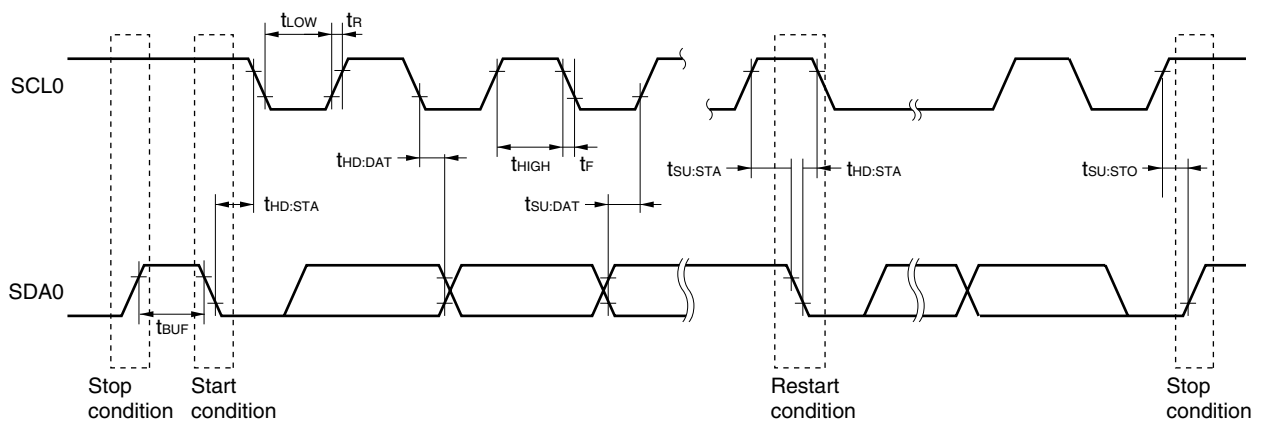 tLOW tR
SCL0
tHD:DAT tHIGH tF tSU:STA tHD:STA tSU:STO
tHD:STA tSU:DAT
SDA0
tBUF
Stop condition
Start condition
Restart condition
Stop condition